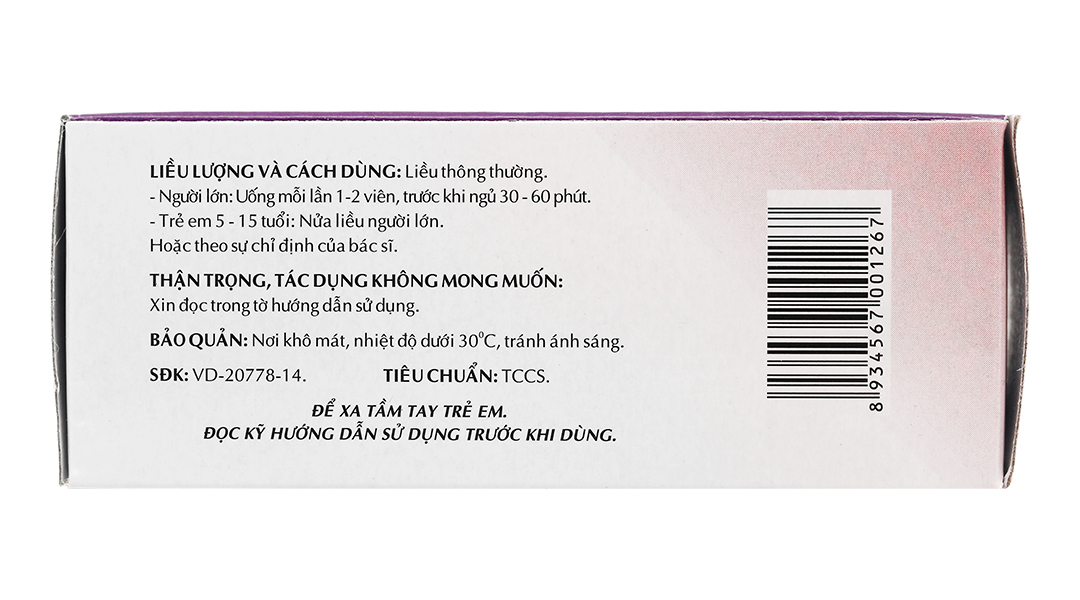 LIỀU LƯỢNG VÀ CÁCH DÙNG: Liều thông thường.
- Người lớn: Uống mỗi lần 1-2 viên, trước khi ngủ 30 - 60 phút.
- Trẻ em 5 - 15 tuổi: Nửa liều người lớn.
Hoặc theo sự chỉ định của bác sĩ.
THẬN TRỌNG, TÁC DỤNG KHÔNG MONG MUỐN:
Xin đọc trong tờ hướng dẫn sử dụng.
BẢO QUẢN: Nơi khô mát, nhiệt độ dưới 30⁰C, tránh ánh sáng.
SĐK: VD-20778-14. TIÊU CHUẨN: TCCS.
ĐỂ XA TẦM TAY TRẺ EM.
ĐỌC KỸ HƯỚNG DẪN SỬ DỤNG TRƯỚC KHI DÙNG.
8 934567 001267